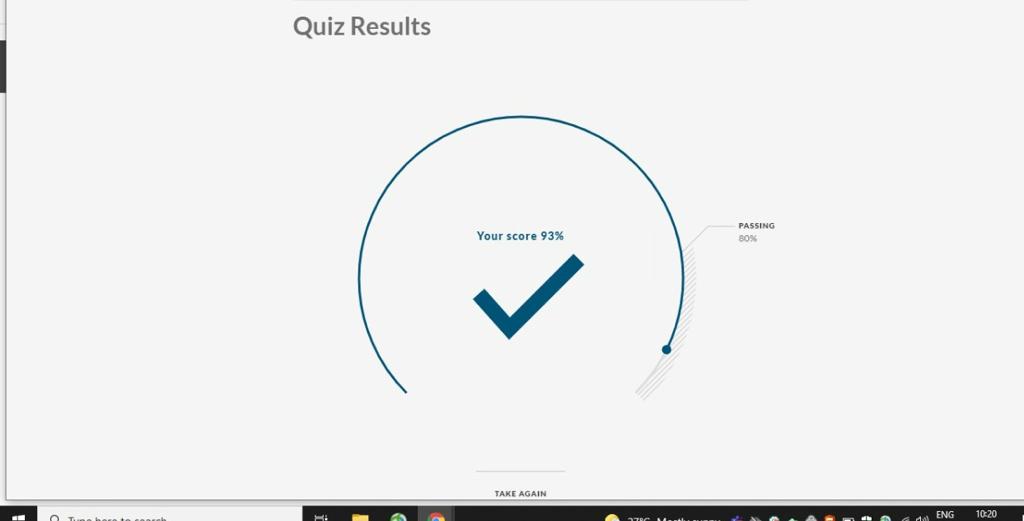 Quiz Results
Your score 93%
PASSING
80%
TAKE AGAIN
Type here to search
27°C Mostly sunny
ENG
10:20